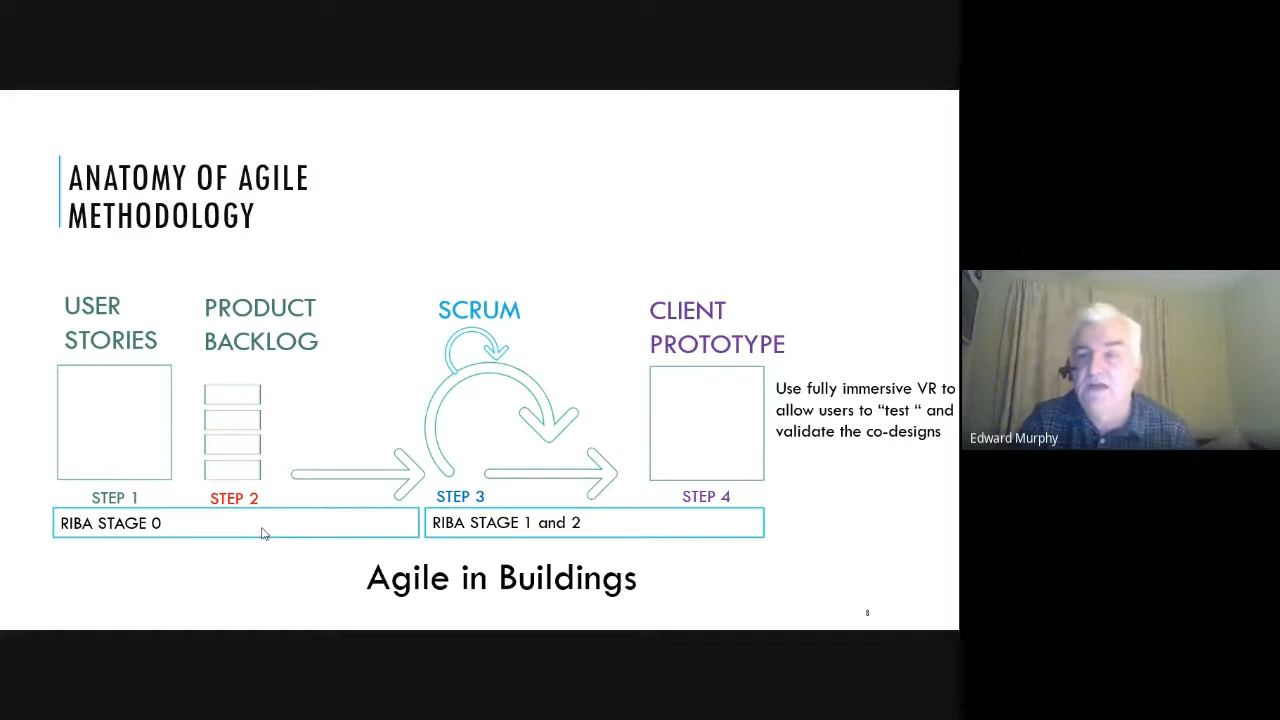 ANATOMY OF AGILE
METHODOLOGY
USER
STORIES
PRODUCT
BACKLOG
SCRUM
CLIENT
PROTOTYPE
Use fully immersive VR to
allow users to “test “ and
validate the co-designs
STEP 1
STEP 2
STEP 3
STEP 4
RIBA STAGE 0
RIBA STAGE 1 and 2
Agile in Buildings
8
Edward Murphy